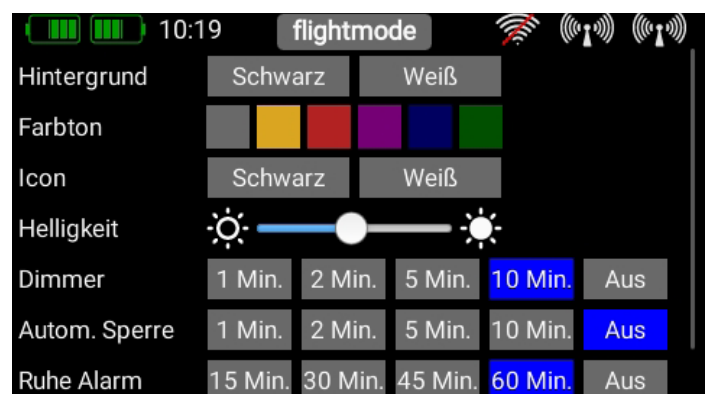 10:19 flightmode
Hintergrund Schwarz Weiß
Farbton
Icon Schwarz Weiß
Helligkeit
Dimmer 1 Min. 2 Min. 5 Min. 10 Min. Aus
Autom. Sperre 1 Min. 2 Min. 5 Min. 10 Min. Aus
Ruhe Alarm 15 Min. 30 Min. 45 Min. 60 Min. Aus